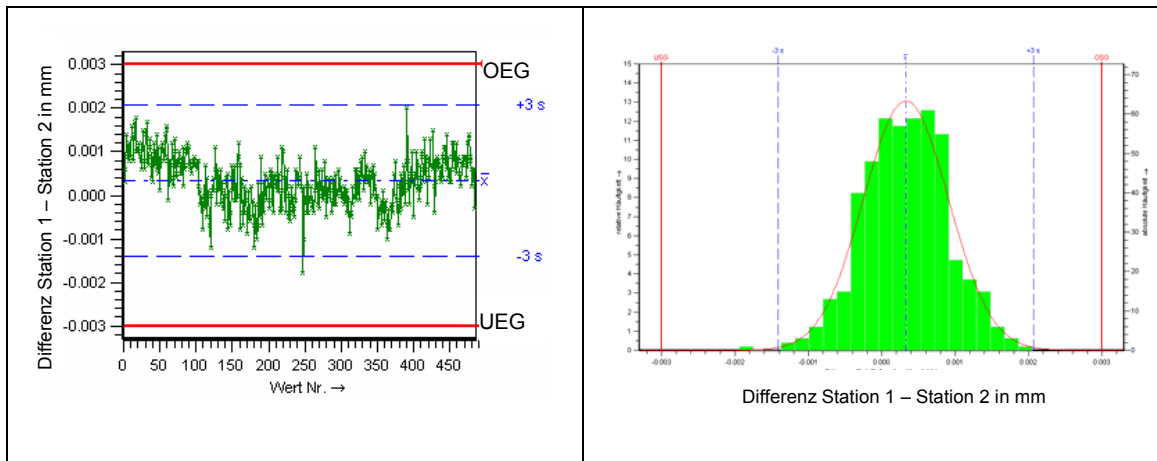 Differenz Station 1 – Station 2 in mm
0.003
0.002
0.001
0.000
-0.001
-0.002
-0.003
OEG
+3 s
x̅
-3 s
UEG
0 50 100 150 200 250 300 350 400 450
Wert Nr. →
USG -3 s x̅ +3 s OSG
relative Häufigkeit →
15
14
13
12
11
10
9
8
7
6
5
4
3
2
1
0
70
60
50
40
30
20
10
0
absolute Häufigkeit →
-0.003 -0.002 -0.001 0.000 0.001 0.002 0.003
Differenz Station 1 – Station 2 in mm